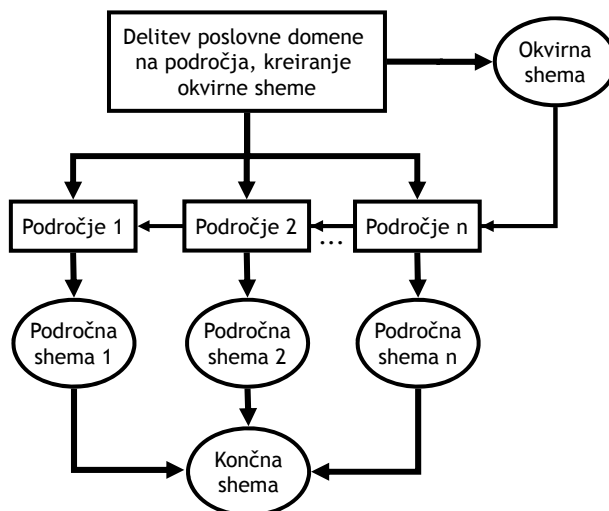 Delitev poslovne domene
na področja, kreiranje
okvirne sheme
Okvirna
shema
Področje 1
Področje 2
...
Področje n
Področna
shema 1
Področna
shema 2
Področna
shema n
Končna
shema